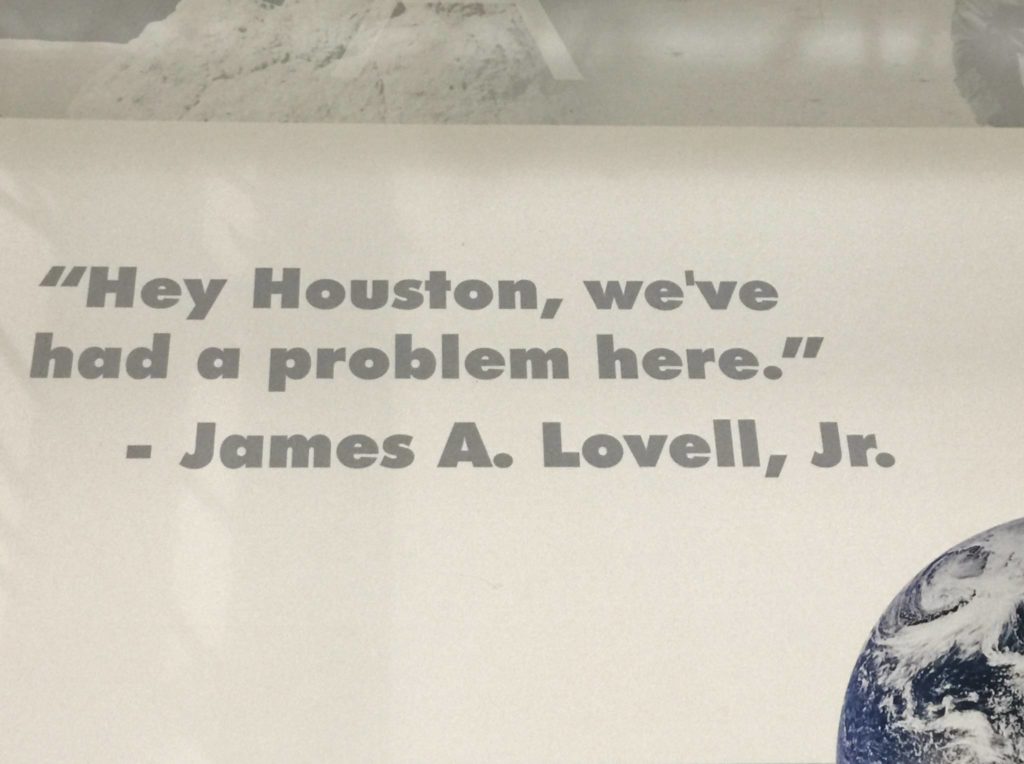 “Hey Houston, we've
had a problem here.”
- James A. Lovell, Jr.